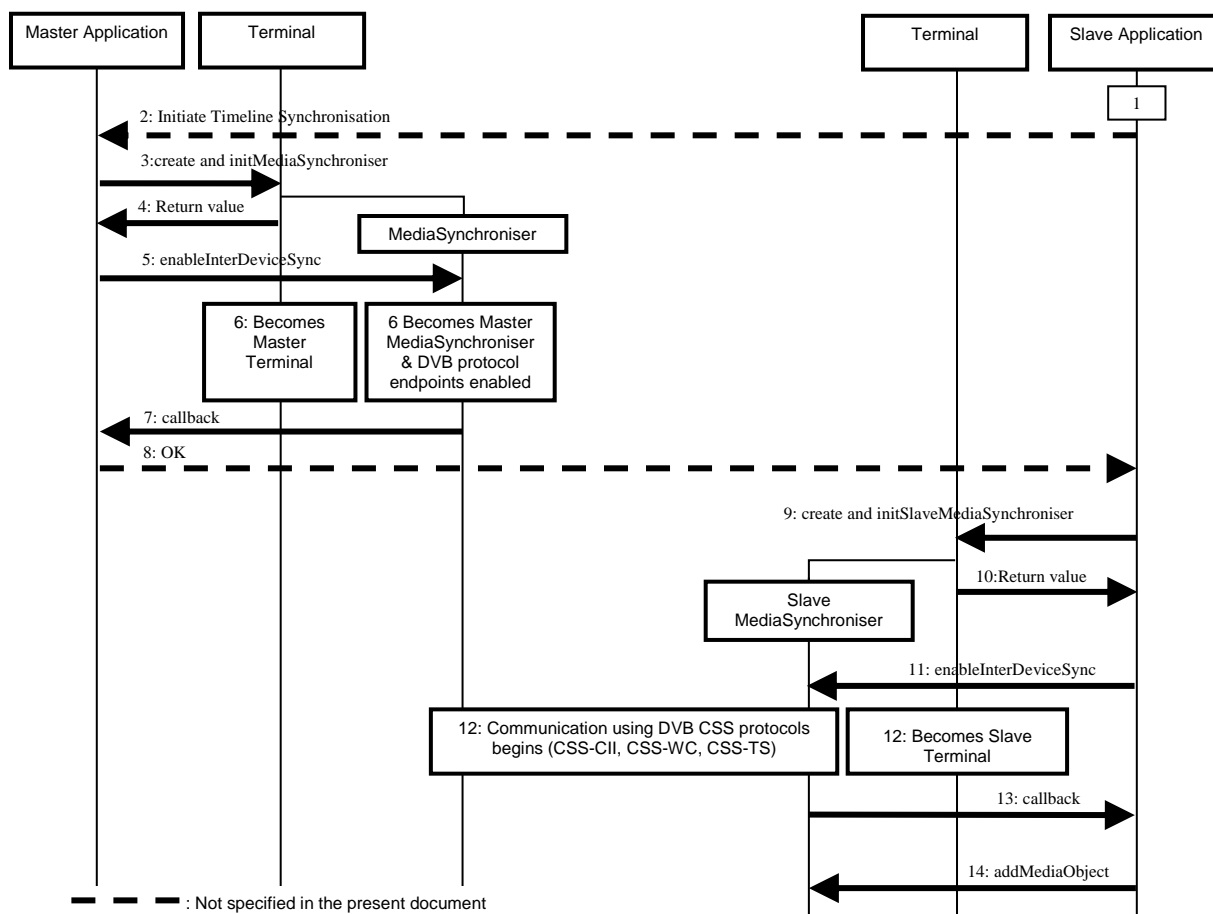 Master Application
Terminal
Terminal
Slave Application
1
2: Initiate Timeline Synchronisation
3:create and initMediaSynchroniser
4: Return value
MediaSynchroniser
5: enableInterDeviceSync
6: Becomes
Master
Terminal
6 Becomes Master
MediaSynchroniser
& DVB protocol
endpoints enabled
7: callback
8: OK
9: create and initSlaveMediaSynchroniser
10:Return value
Slave
MediaSynchroniser
11: enableInterDeviceSync
12: Communication using DVB CSS protocols
begins (CSS-CII, CSS-WC, CSS-TS)
12: Becomes Slave
Terminal
13: callback
14: addMediaObject
: Not specified in the present document